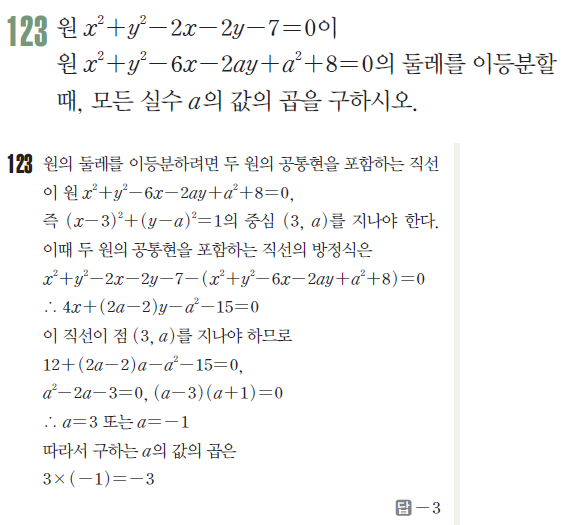 123 원 x²+y²-2x-2y-7=0이
원 x²+y²-6x-2ay+a²+8=0의 둘레를 이등분할
때, 모든 실수 a의 값의 곱을 구하시오.
123 원의 둘레를 이등분하려면 두 원의 공통현을 포함하는 직선
이 원 x²+y²-6x-2ay+a²+8=0,
즉 (x-3)²+(y-a)²=1의 중심 (3, a)를 지나야 한다.
이때 두 원의 공통현을 포함하는 직선의 방정식은
x²+y²-2x-2y-7-(x²+y²-6x-2ay+a²+8)=0
∴ 4x+(2a-2)y-a²-15=0
이 직선이 점 (3, a)를 지나야 하므로
12+(2a-2)a-a²-15=0,
a²-2a-3=0, (a-3)(a+1)=0
∴ a=3 또는 a=-1
따라서 구하는 a의 값의 곱은
3×(-1)=-3
답 -3